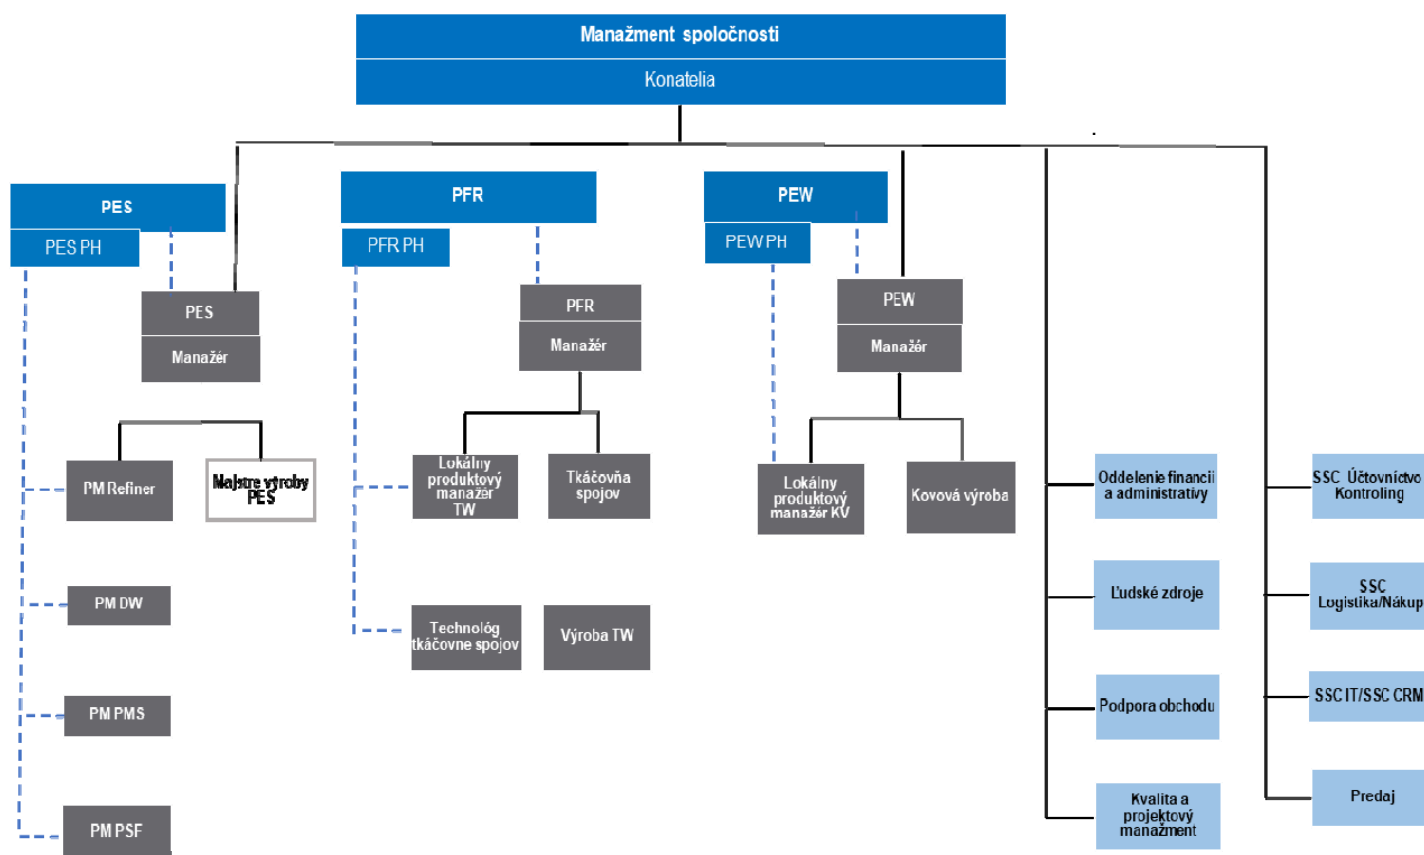 Manažment spoločnosti
Konatelia
PES
PES PH
PFR
PFR PH
PEW
PEW PH
PES
Manažér
PFR
Manažér
PEW
Manažér
PM Refiner
Majstre výroby
PES
Lokálny
produktový
manažér
TW
Tkáčovňa
spojov
Lokálny
produktový
manažér KV
Kovová výroba
Oddelenie financií
a administratívy
SSC Účtovníctvo
Kontroling
PM DW
Technológ
tkáčovne spojov
Výroba TW
Ľudské zdroje
SSC
Logistika/Nákup
PM PMS
Podpora obchodu
SSC IT/SSC CRM
PM PSF
Kvalita a
projektový
manažment
Predaj